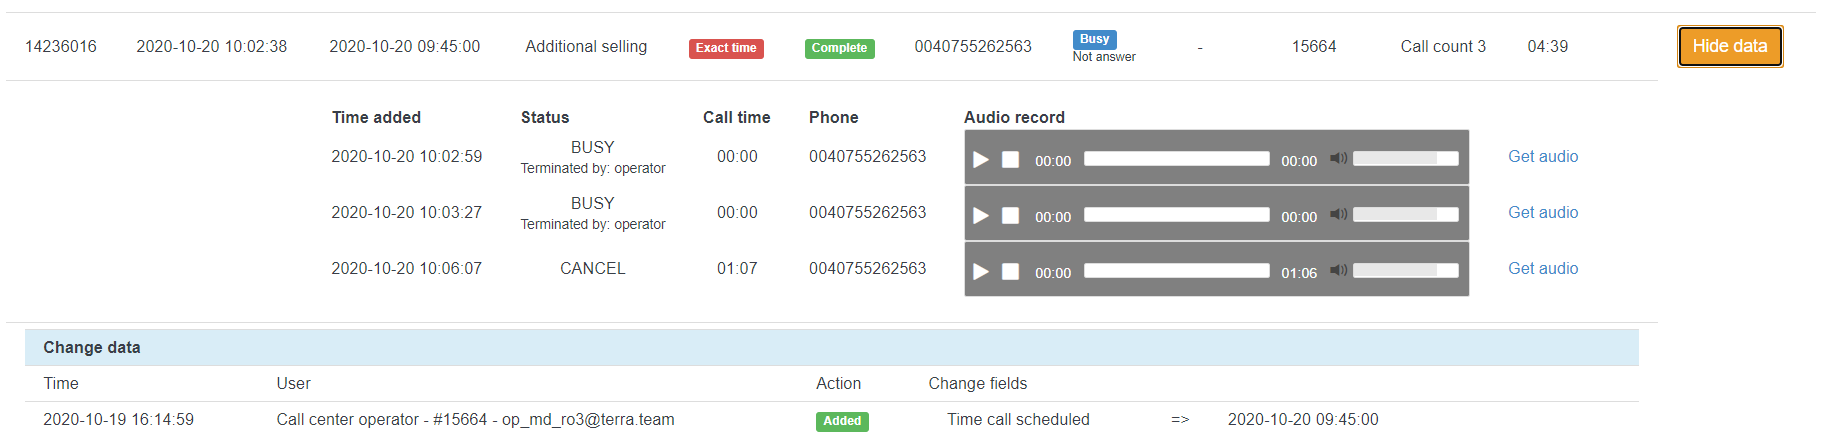 14236016 2020-10-20 10:02:38 2020-10-20 09:45:00 Additional selling Exact time Complete 0040755262563 Busy - 15664 Call count 3 04:39 Hide data
Not answer
Time added Status Call time Phone Audio record
2020-10-20 10:02:59 BUSY 00:00 0040755262563 00:00 00:00 Get audio
Terminated by: operator
2020-10-20 10:03:27 BUSY 00:00 0040755262563 00:00 00:00 Get audio
Terminated by: operator
2020-10-20 10:06:07 CANCEL 01:07 0040755262563 00:00 01:06 Get audio
Change data
Time User Action Change fields
2020-10-19 16:14:59 Call center operator - #15664 - op_md_ro3@terra.team Added Time call scheduled => 2020-10-20 09:45:00